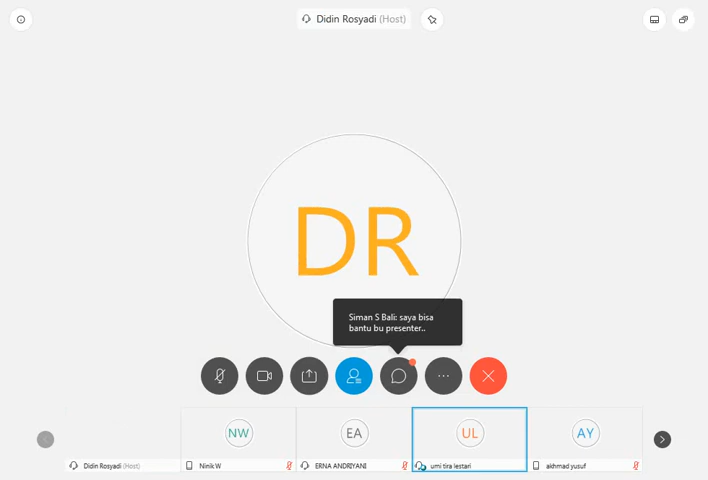 Didin Rosyadi (Host)
DR
Siman S Bali: saya bisa
bantu bu presenter..
NW
EA
UL
AY
Didin Rosyadi (Host)
Ninik W
ERNA ANDRIYANI
umi tira lestari
akhmad yusuf